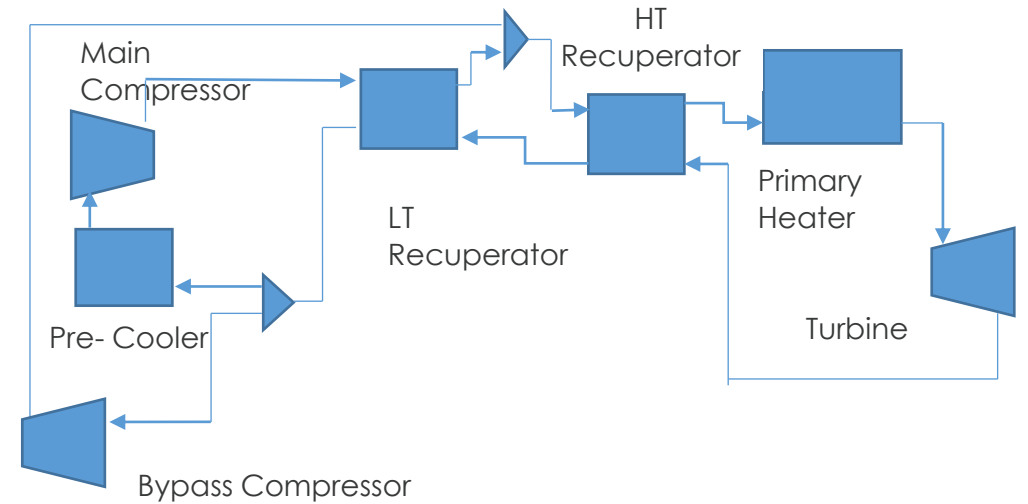 Main
Compressor
HT
Recuperator
LT
Recuperator
Primary
Heater
Pre- Cooler
Turbine
Bypass Compressor